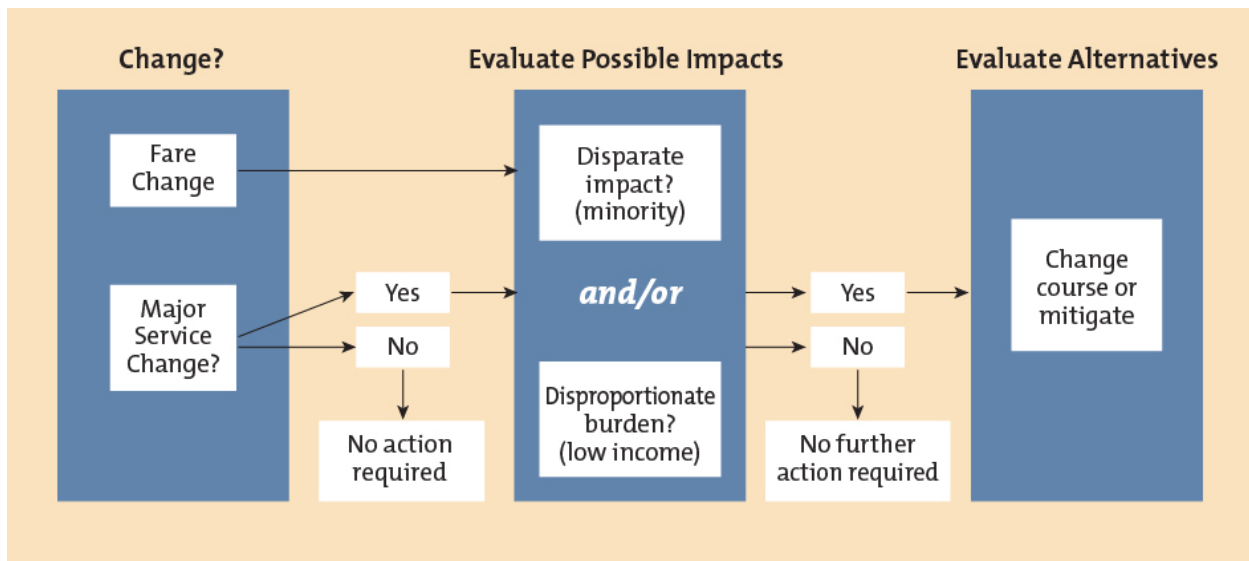 Change?
Evaluate Possible Impacts
Evaluate Alternatives
Fare
Change
Disparate
impact?
(minority)
Major
Service
Change?
Yes
No
No action
required
and/or
Disproportionate
burden?
(low income)
Yes
No
No further
action required
Change
course or
mitigate